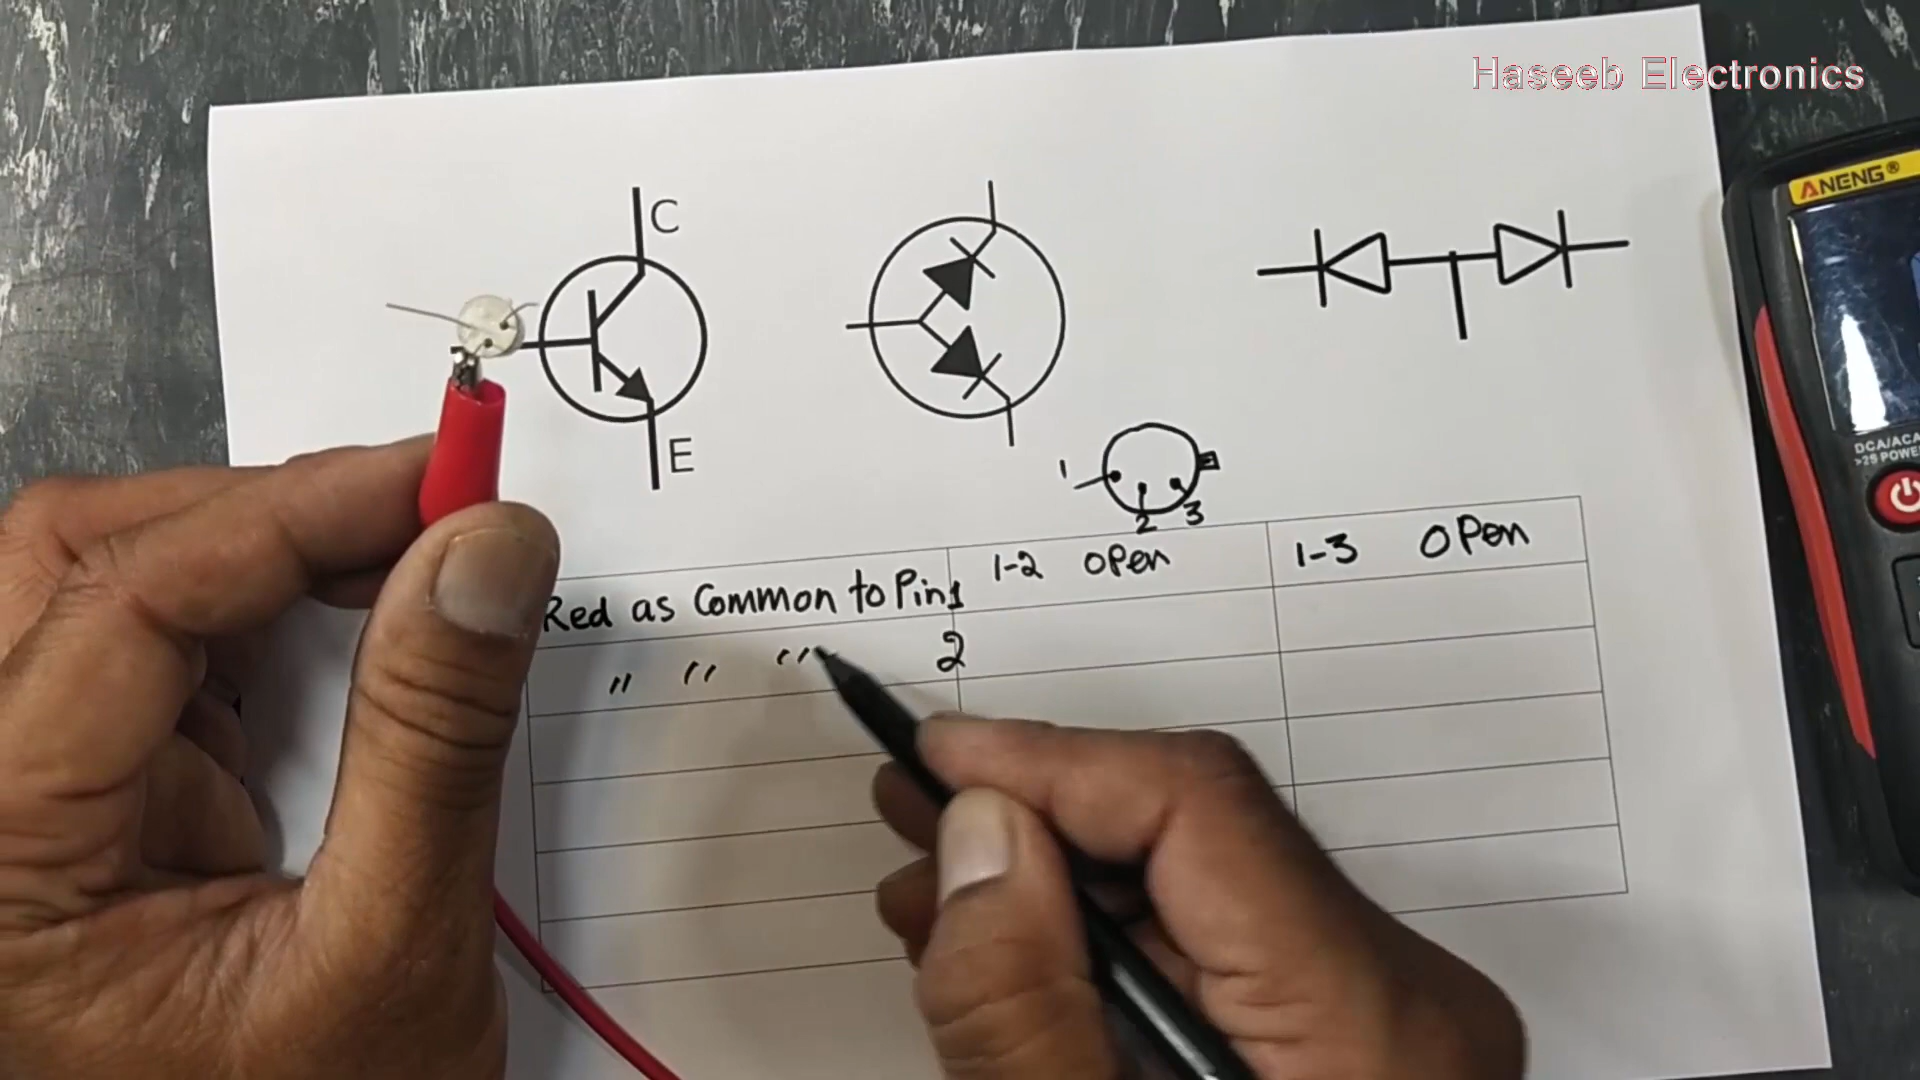 Haseeb Electronics
ANENG®
C
E
DCA/ACA
1
2
3
Red as Common to Pin1
1-2 open
1-3 open
" " " 2